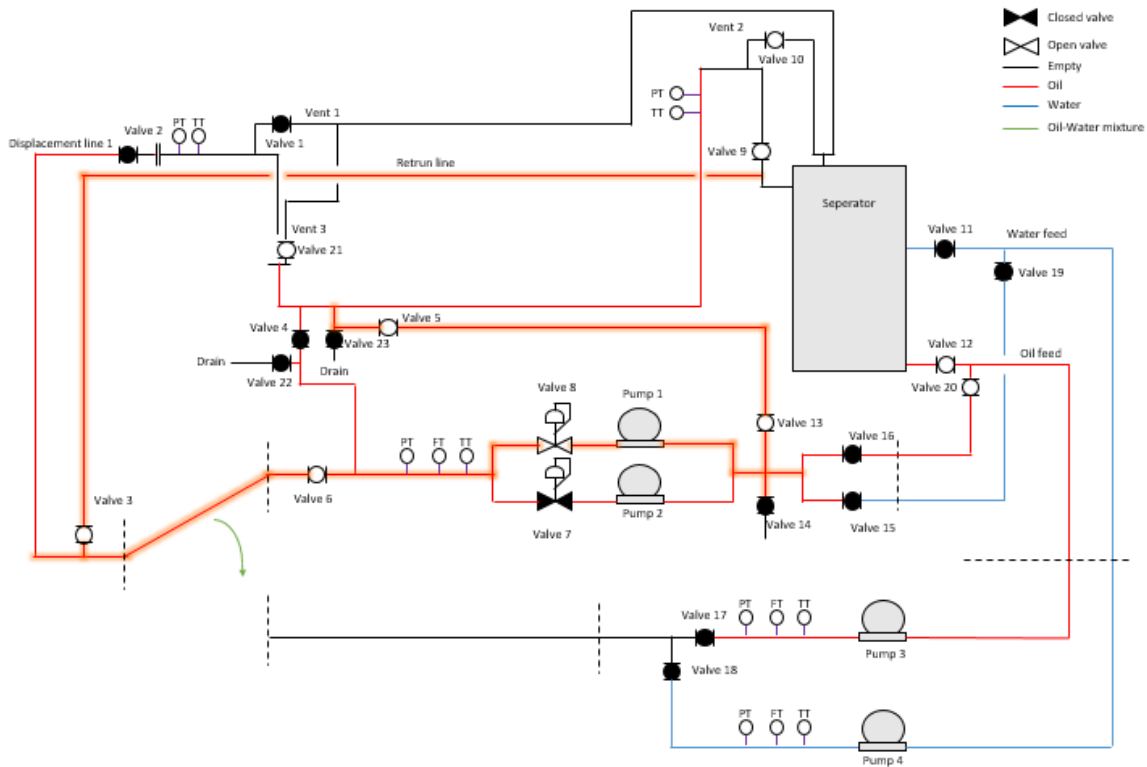 Closed valve
Open valve
Empty
Oil
Water
Oil-Water mixture
Vent 2
Valve 10
PT
TT
Vent 1
Valve 1
PT TT
Valve 2
Displacement line 1
Retrun line
Valve 9
Seperator
Vent 3
Valve 21
Valve 11
Water feed
Valve 19
Valve 4
Valve 5
Valve 23
Drain
Drain
Valve 22
Valve 12
Oil feed
Valve 20
Valve 8
Pump 1
Valve 13
Valve 16
PT FT TT
Valve 6
Valve 3
Valve 7
Pump 2
Valve 14
Valve 15
Valve 17
PT FT TT
Pump 3
Valve 18
PT FT TT
Pump 4